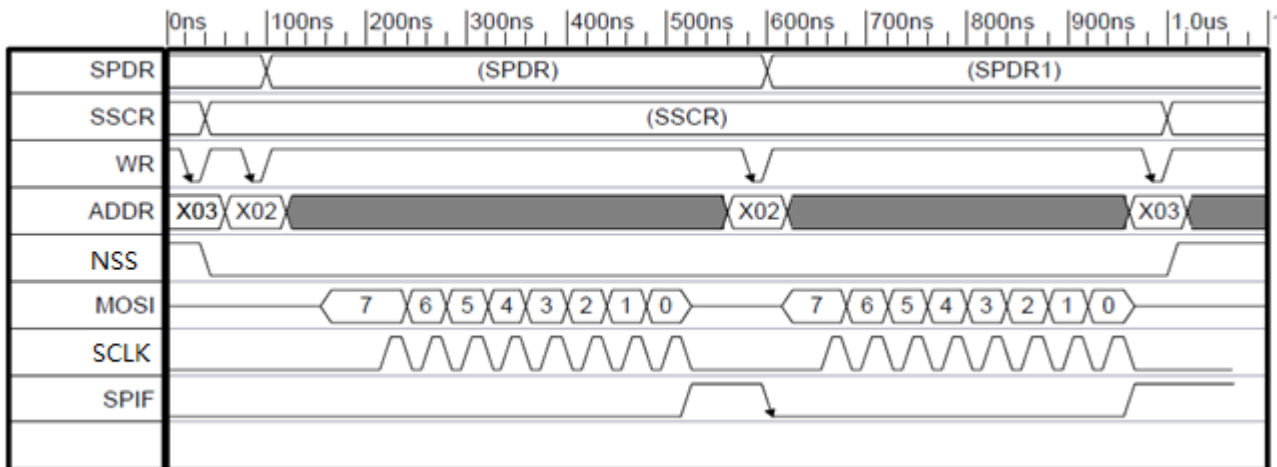 0ns 100ns 200ns 300ns 400ns 500ns 600ns 700ns 800ns 900ns 1.0us
SPDR (SPDR) (SPDR1)
SSCR (SSCR)
WR
ADDR X03 X02 X02 X03
NSS
MOSI 7 6 5 4 3 2 1 0 7 6 5 4 3 2 1 0
SCLK
SPIF